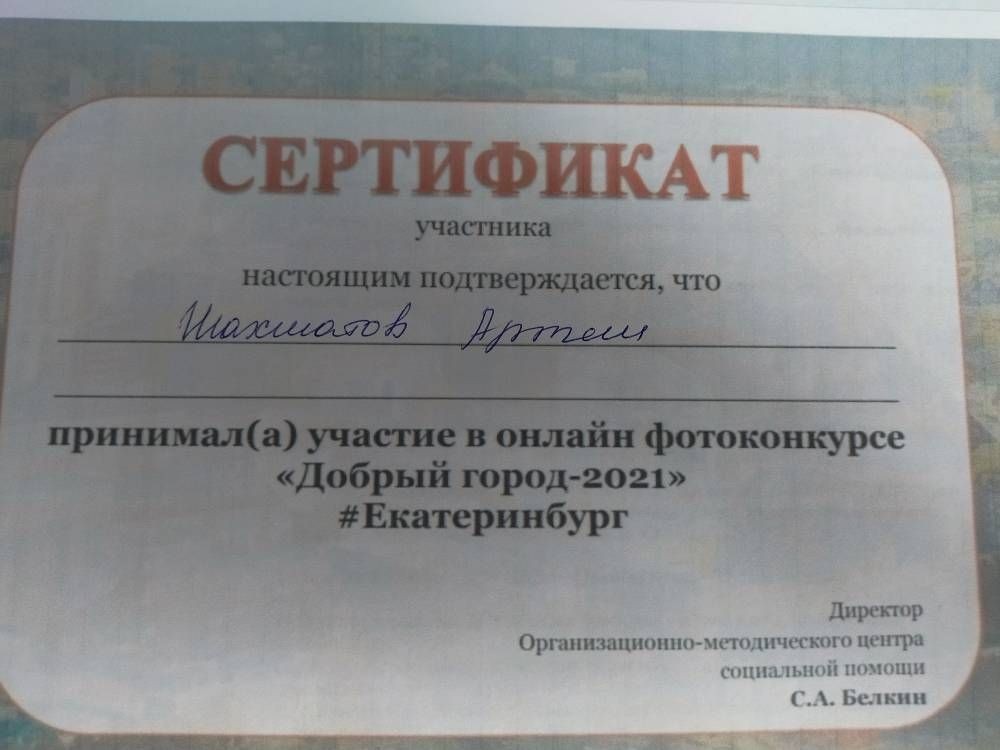 СЕРТИФИКАТ
участника
настоящим подтверждается, что
Шахматов Артем
принимал(а) участие в онлайн фотоконкурсе
«Добрый город-2021»
#Екатеринбург
Директор
Организационно-методического центра
социальной помощи
С.А. Белкин